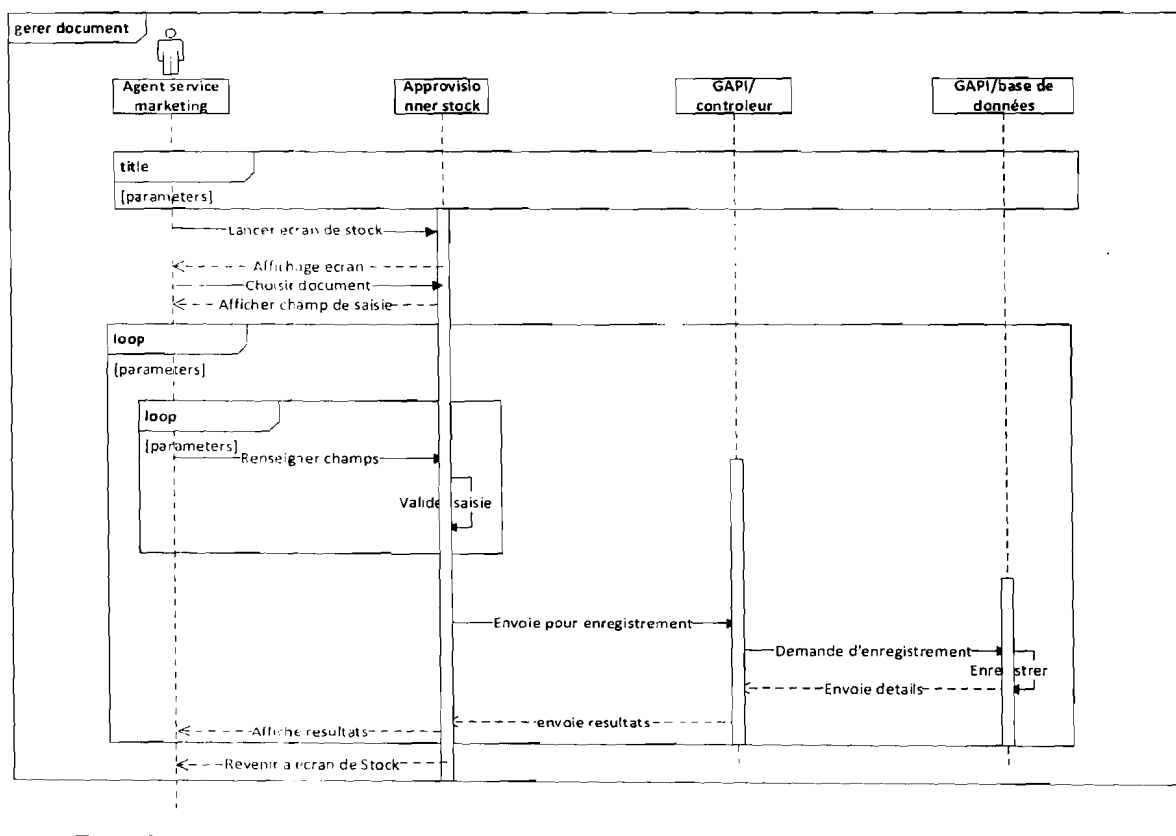 gerer document
Agent service
marketing
Approvisio
nner stock
GAPI/
controleur
GAPI/base de
données
title
[parameters]
Lancer ecran de stock
Affichage ecran
Choisir document
Afficher champ de saisie
loop
[parameters]
loop
[parameters]
Renseigner champs
Valider saisie
Envoie pour enregistrement
Demande d'enregistrement
Enregistrer
Envoie details
envoie resultats
Affiche resultats
Revenir a ecran de Stock